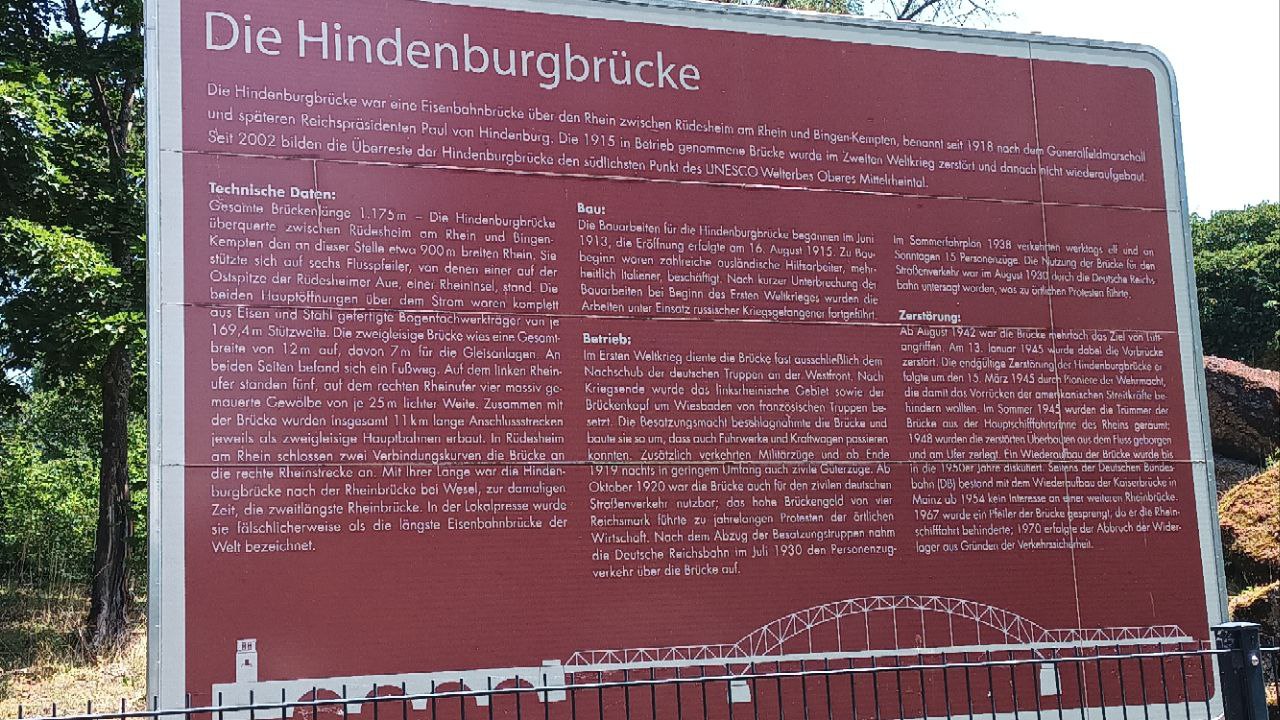 Die Hindenburgbrücke
Die Hindenburgbrücke war eine Eisenbahnbrücke über den Rhein zwischen Rüdesheim am Rhein und Bingen-Kempten, benannt seit 1918 nach dem Generalfeldmarschall
und späteren Reichspräsidenten Paul von Hindenburg. Die 1915 in Betrieb genommene Brücke wurde im Zweiten Weltkrieg zerstört und danach nicht wiederaufgebaut.
Seit 2002 bilden die Überreste der Hindenburgbrücke den südlichsten Punkt des UNESCO Welterbes Oberes Mittelrheintal.
Technische Daten:
Gesamte Brückenlänge 1.175 m – Die Hindenburgbrücke
überquerte zwischen Rüdesheim am Rhein und Bingen-
Kempten den an dieser Stelle etwa 900 m breiten Rhein. Sie
stützte sich auf sechs Flusspfeiler, von denen einer auf der
Ostspitze der Rüdesheimer Aue, einer Rheininsel, stand. Die
beiden Hauptöffnungen über dem Strom waren komplett
aus Eisen und Stahl gefertigte Bogenfachwerkträger von je
169,4 m Stützweite. Die zweigleisige Brücke wies eine Gesamt-
breite von 12 m auf, davon 7 m für die Gleisanlagen. An
beiden Seiten befand sich ein Fußweg. Auf dem linken Rhein-
ufer standen fünf, auf dem rechten Rheinufer vier massiv ge-
mauerte Gewölbe von je 25 m lichter Weite. Zusammen mit
der Brücke wurden insgesamt 11 km lange Anschlussstrecken
jeweils als zweigleisige Hauptbahnen erbaut. In Rüdesheim
am Rhein schlossen zwei Verbindungskurven die Brücke an
die rechte Rheinstrecke an. Mit Ihrer Länge war die Hinden-
burgbrücke nach der Rheinbrücke bei Wesel, zur damaligen
Zeit, die zweitlängste Rheinbrücke. In der Lokalpresse wurde
sie fälschlicherweise als die längste Eisenbahnbrücke der
Welt bezeichnet.
Bau:
Die Bauarbeiten für die Hindenburgbrücke begannen im Juni
1913, die Eröffnung erfolgte am 16. August 1915. Zu Bau-
beginn waren zahlreiche ausländische Hilfsarbeiter, mehr-
heitlich Italiener, beschäftigt. Nach kurzer Unterbrechung der
Bauarbeiten bei Beginn des Ersten Weltkrieges wurden die
Arbeiten unter Einsatz russischer Kriegsgefangener fortgeführt.
Betrieb:
Im Ersten Weltkrieg diente die Brücke fast ausschließlich dem
Nachschub der deutschen Truppen an der Westfront. Nach
Kriegsende wurde das linksrheinische Gebiet sowie der
Brückenkopf um Wiesbaden von französischen Truppen be-
setzt. Die Besatzungsmacht beschlagnahmte die Brücke und
baute sie so um, dass auch Fuhrwerke und Kraftwagen passieren
konnten. Zusätzlich verkehrten Militärzüge und ab Ende
1919 nachts in geringem Umfang auch zivile Güterzüge. Ab
Oktober 1920 war die Brücke auch für den zivilen deutschen
Straßenverkehr nutzbar; das hohe Brückengeld von vier
Reichsmark führte zu jahrelangen Protesten der örtlichen
Wirtschaft. Nach dem Abzug der Besatzungstruppen nahm
die Deutsche Reichsbahn im Juli 1930 den Personenzug-
verkehr über die Brücke auf.
Im Sommerfahrplan 1938 verkehrten werktags elf und an
Sonntagen 15 Personenzüge. Die Nutzung der Brücke für den
Straßenverkehr war im August 1930 durch die Deutsche Reichs
bahn untersagt worden, was zu örtlichen Protesten führte.
Zerstörung:
Ab August 1942 war die Brücke mehrfach das Ziel von Luft-
angriffen. Am 13. Januar 1945 wurde dabei die Vorbrücke
zerstört. Die endgültige Zerstörung der Hindenburgbrücke er
folgte um den 15. März 1945 durch Pioniere der Wehrmacht,
die damit das Vorrücken der amerikanischen Streitkräfte be-
hindern wollten. Im Sommer 1945 wurden die Trümmer der
Brücke aus der Hauptschifffahrtsrinne des Rheins geräumt;
1948 wurden die zerstörten Überbauten aus dem Fluss geborgen
und am Ufer zerlegt. Ein Wiederaufbau der Brücke wurde bis
in die 1950er Jahre diskutiert. Seitens der Deutschen Bundes-
bahn (DB) bestand mit dem Wiederaufbau der Kaiserbrücke in
Mainz ab 1954 kein Interesse an einer weiteren Rheinbrücke.
1967 wurde ein Pfeiler der Brücke gesprengt, da er die Rhein-
schifffahrt behinderte; 1970 erfolgte der Abbruch der Wider-
lager aus Gründen der Verkehrssicherheit.